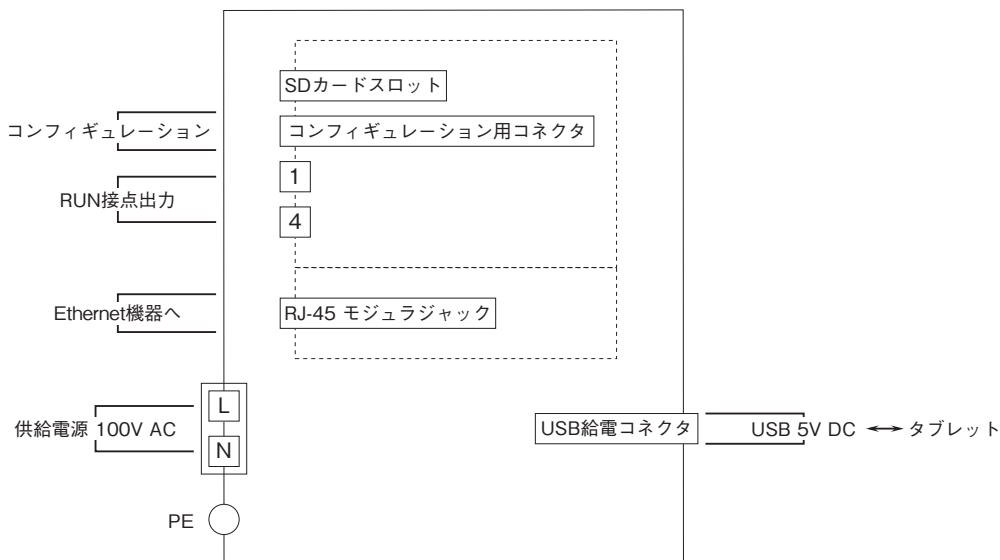 SDカードスロット
コンフィギュレーション
コンフィギュレーション用コネクタ
1
RUN接点出力
4
Ethernet機器へ
RJ-45 モジュラジャック
L
供給電源 100V AC
N
USB給電コネクタ
USB 5V DC ↔ タブレット
PE